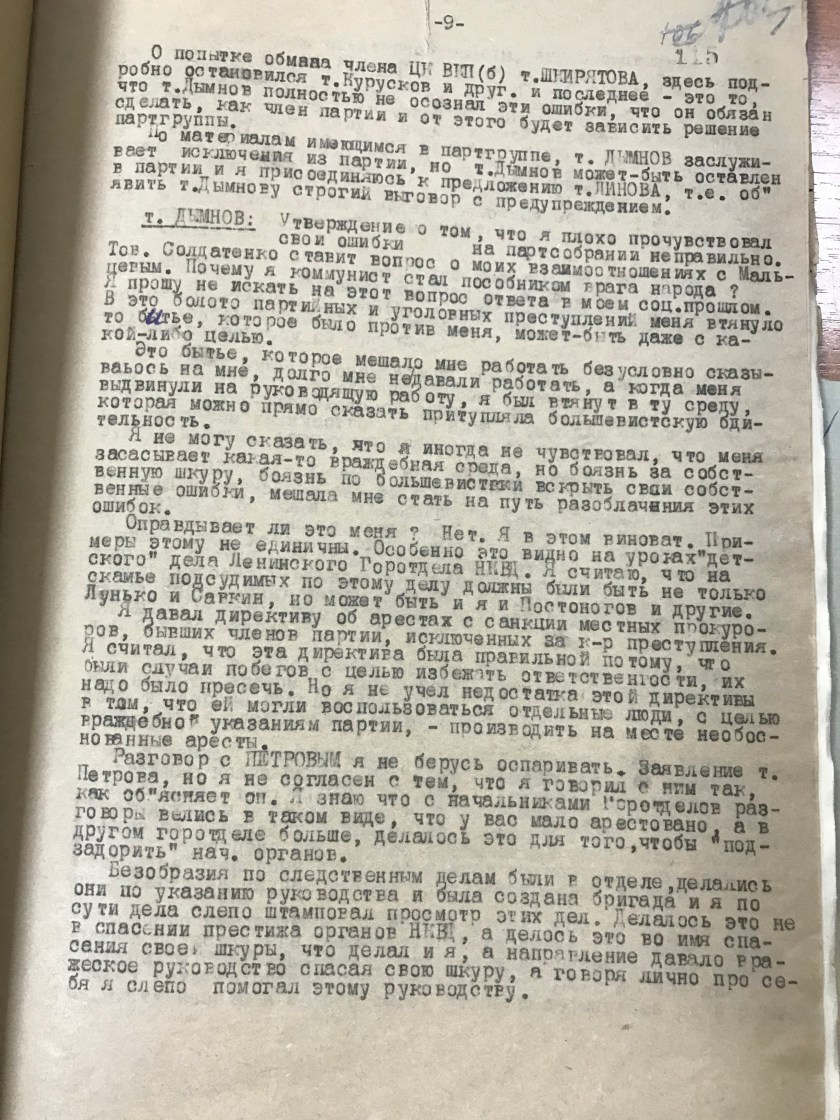 -9-
115
О попытке обмааа члена ЦК ВКП(б) т.ШКИРЯТОВА, здесь под-
робно остановился т.Курусков и друг. и последнее - это то,
что т.Дымнов полностью не осознал эти ошибки, что он обязан
сделать, как член партии и от этого будет зависить решение
партгруппы.
По материалам имеющимся в партгруппе, т. ДЫМНОВ заслужи-
вает исключения из партии, но т.Дымнов может-быть оставлен
в партии и я присоединяюсь к предложению т.ЛИНОВА, т.е. об"
явить т.Дымнову строгий выговор с предупреждением.
т. ДЫМНОВ: Утверждение о том, что я плохо прочувствовал
свои ошибки на партсобрании неправильно.
Тов. Солдатенко ставит вопрос о моих взаимоотношениях с Маль-
цевым. Почему я коммунист стал пособником врага народа ?
Я прошу не искать на этот вопрос ответа в моем соц.прошлом.
В это болото партийных и уголовных преступлений меня втянуло
то бытье, которое было против меня, может-быть даже с ка-
кой-либо целью.
Это бытье, которое мешало мне работать безусловно сказы-
ваьось на мне, долго мне недавали работать, а когда меня
выдвинули на руководящую работу, я был втянут в ту среду,
которая можно прямо сказать притупляла большевистскую бди-
тельность.
Я не могу сказать, что я иногда не чувствовал, что меня
засасывает какая-то враждебная среда, но боязнь за собст-
венную шкуру, боязнь по большевистски вскрыть сваи собст-
венные ошибки, мешала мне стать на путь разоблачения этих
ошибок.
Оправдывает ли это меня ? Нет. Я в этом виноват. При-
меры этому не единичны. Особенно это видно на уроках"дет-
ского" дела Ленинского Горотдела НКВД. Я считаю, что на
скамье подсудимых по этому делу должны были быть не только
Лунько и Савкин, но может быть и я и Постоногов и другие.
Я давал директиву об арестах с санкции местных прокуро-
ров, бывших членов партии, исключенных за к-р преступления.
Я считал, что эта директива была правильной потому, что
были случаи побегов с целью избежать ответственности, их
надо было пресечь. Но я не учел недостатка этой директивы
в том, что ей могли воспользоваться отдельные люди, с целью
враждебной указаниям партии, - производить на месте необос-
нованные аресты.
Разговор с ПЕТРОВЫМ я не берусь оспаривать. Заявление т.
Петрова, но я не согласен с тем, что я говорил с ним так,
как об"ясняет он. Я знаю что с начальниками Горотделов раз-
говоры велись в таком виде, что у вас мало арестовано, а в
другом горотделе больше, делалось это для того,чтобы "под-
задорить" нач. органов.
Безобразия по следственным делам были в отделе,делались
они по указанию руководства и была создана бригада и я по
сути дела слепо штамповал просмотр этих дел. Делалось это не
в спасении престижа органов НКВД, а делось это во имя спа-
сания своей шкуры, что делал и я, а направление давало вра-
жеское руководство спасая свою шкуру, а говоря лично про се-
бя я слепо помогал этому руководству.